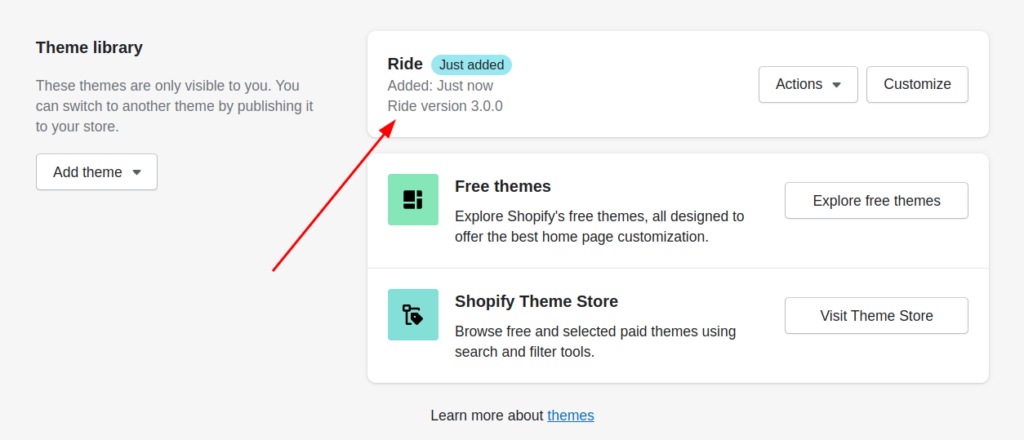 Theme library
These themes are only visible to you. You
can switch to another theme by publishing it
to your store.
Add theme
Ride Just added
Added: Just now
Ride version 3.0.0
Actions
Customize
Free themes
Explore Shopify's free themes, all designed to
offer the best home page customization.
Explore free themes
Shopify Theme Store
Browse free and selected paid themes using
search and filter tools.
Visit Theme Store
Learn more about themes